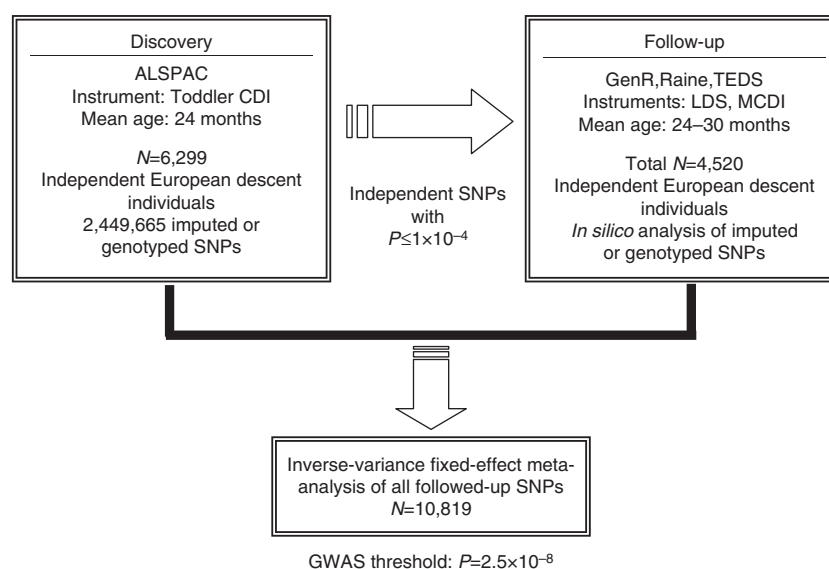 Discovery
ALSPAC
Instrument: Toddler CDI
Mean age: 24 months
N=6,299
Independent European descent
individuals
2,449,665 imputed or
genotyped SNPs
Independent SNPs
with
P≤1×10⁻⁴
Follow-up
GenR,Raine,TEDS
Instruments: LDS, MCDI
Mean age: 24–30 months
Total N=4,520
Independent European descent
individuals
In silico analysis of imputed
or genotyped SNPs
Inverse-variance fixed-effect meta-
analysis of all followed-up SNPs
N=10,819
GWAS threshold: P=2.5×10⁻⁸